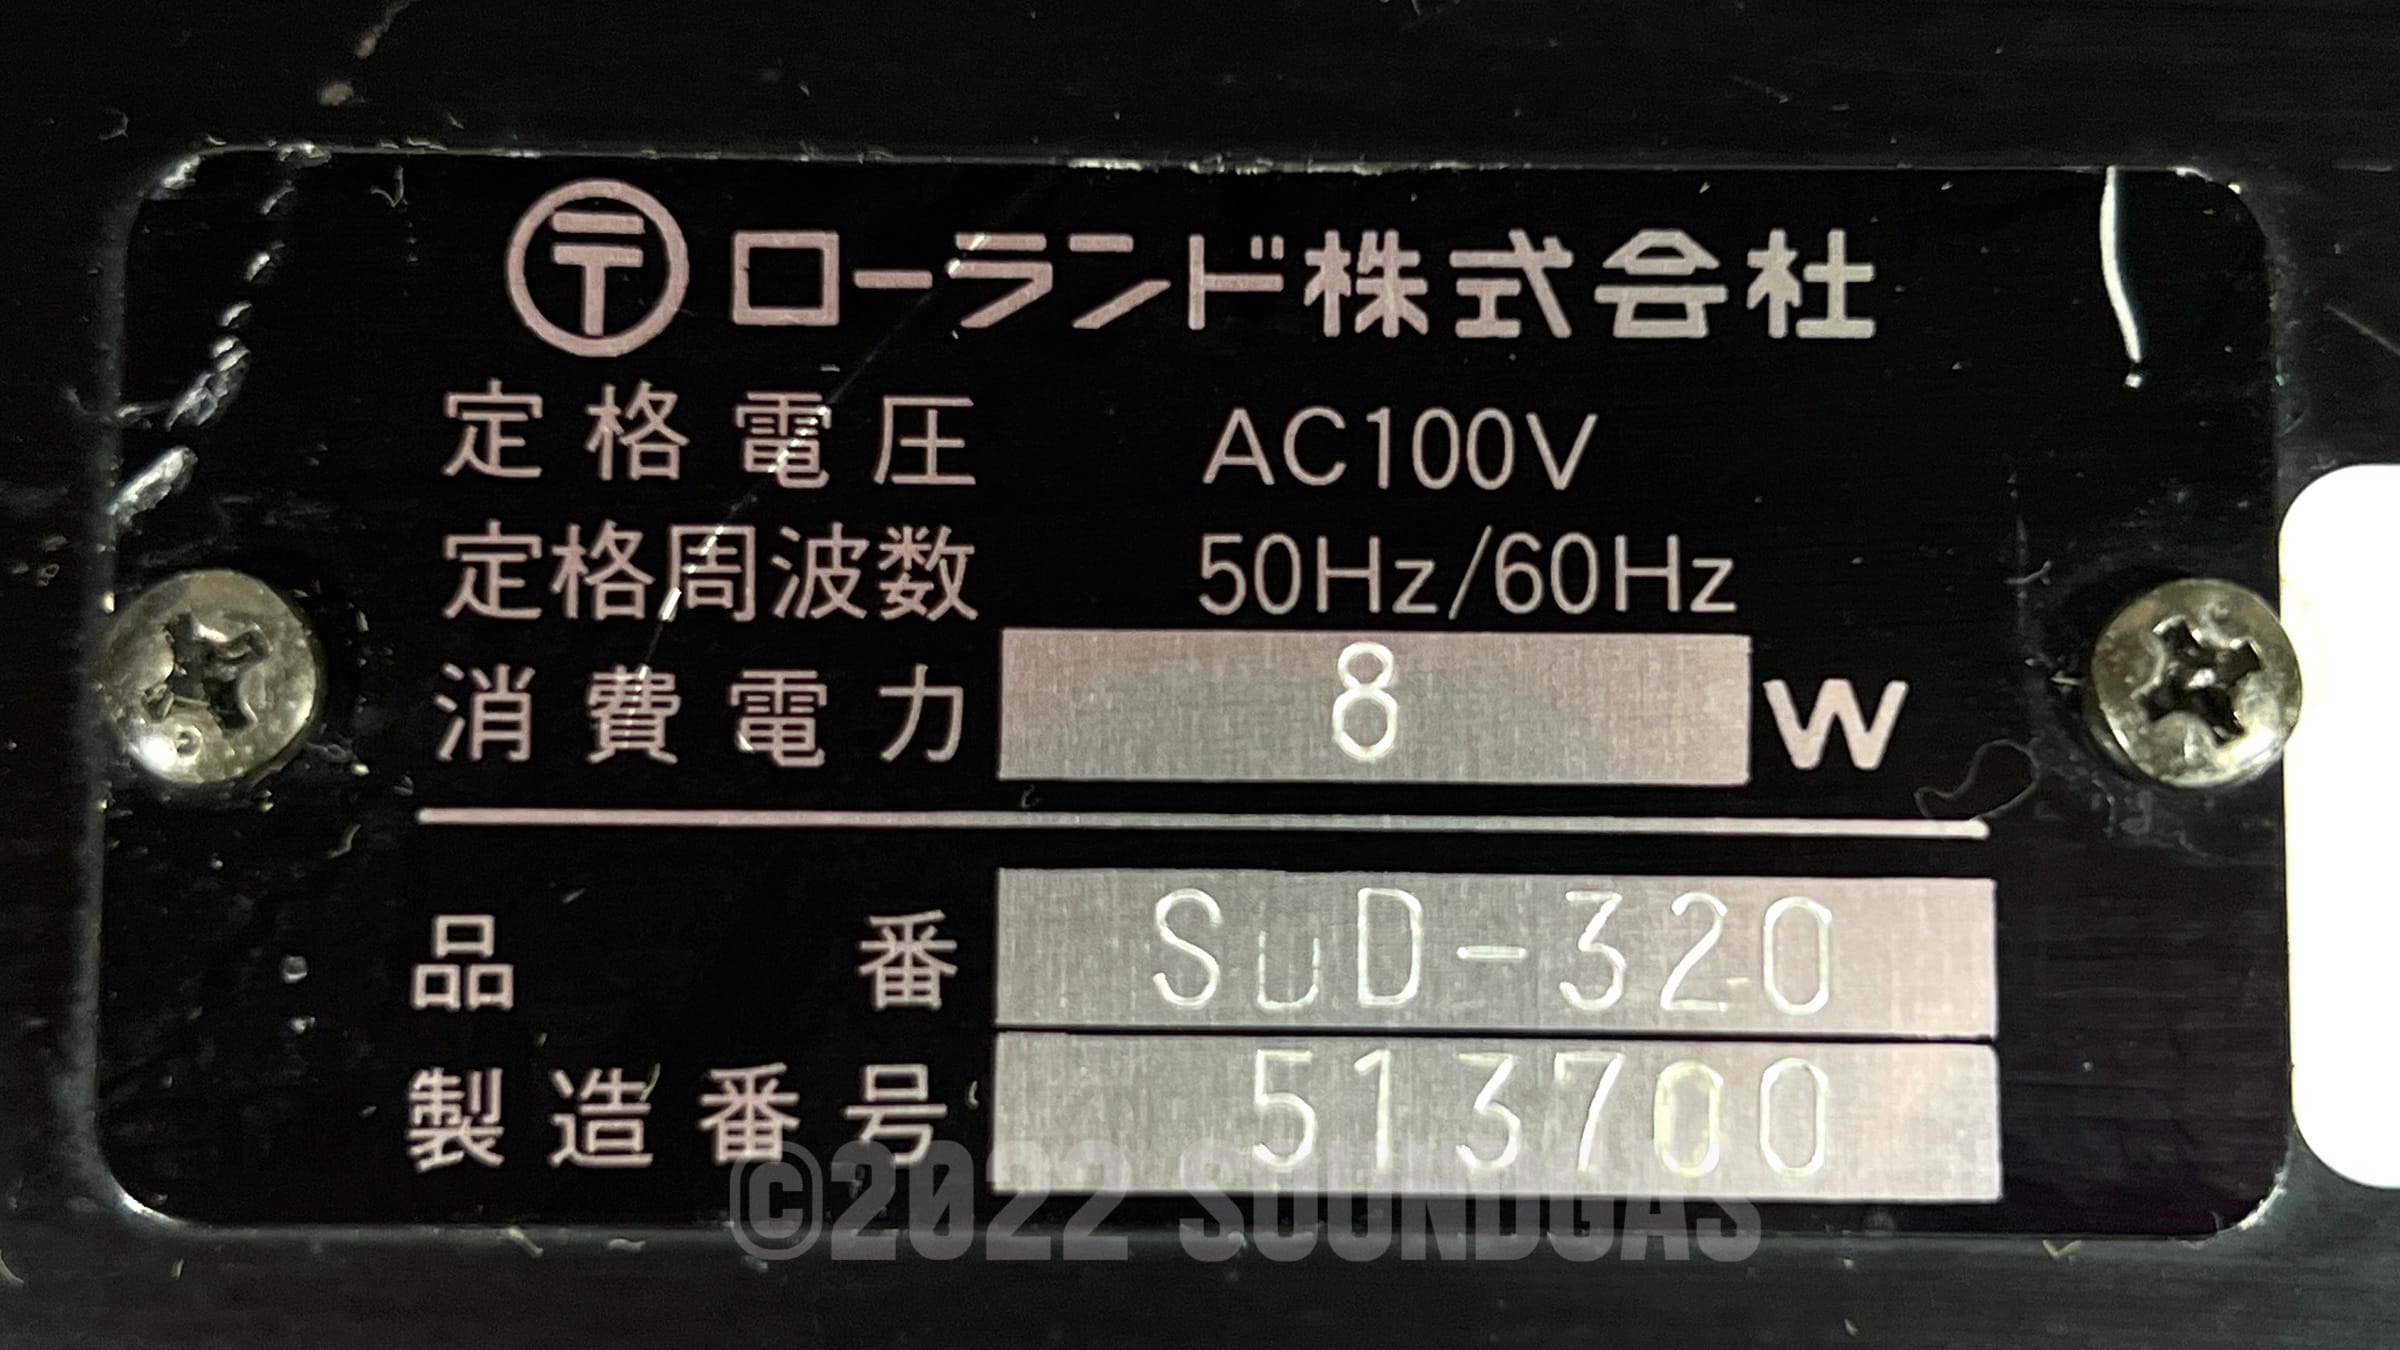 〒 ローランド株式会社
定格電圧 AC100V
定格周波数 50Hz/60Hz
消費電力 8 W
品番 SDD-320
製造番号 513700
©2022 SOUNDGAS